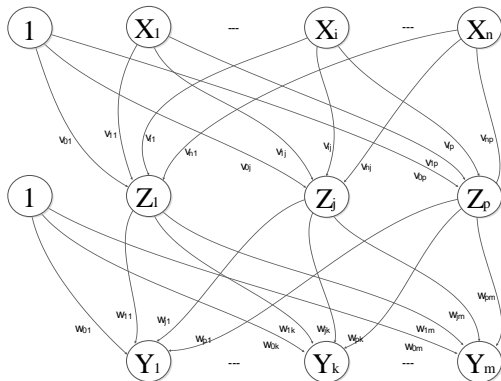 1 X1 --- Xi --- Xn
v01 v11 vi1 vn1 v0j v1j vij vnj v0p v1p vip vnp
1 Z1 Zj Zp
w01 w11 wj1 wp1 w0k w1k wjk wpk w0m w1m wjm wpm
Y1 --- Yk --- Ym